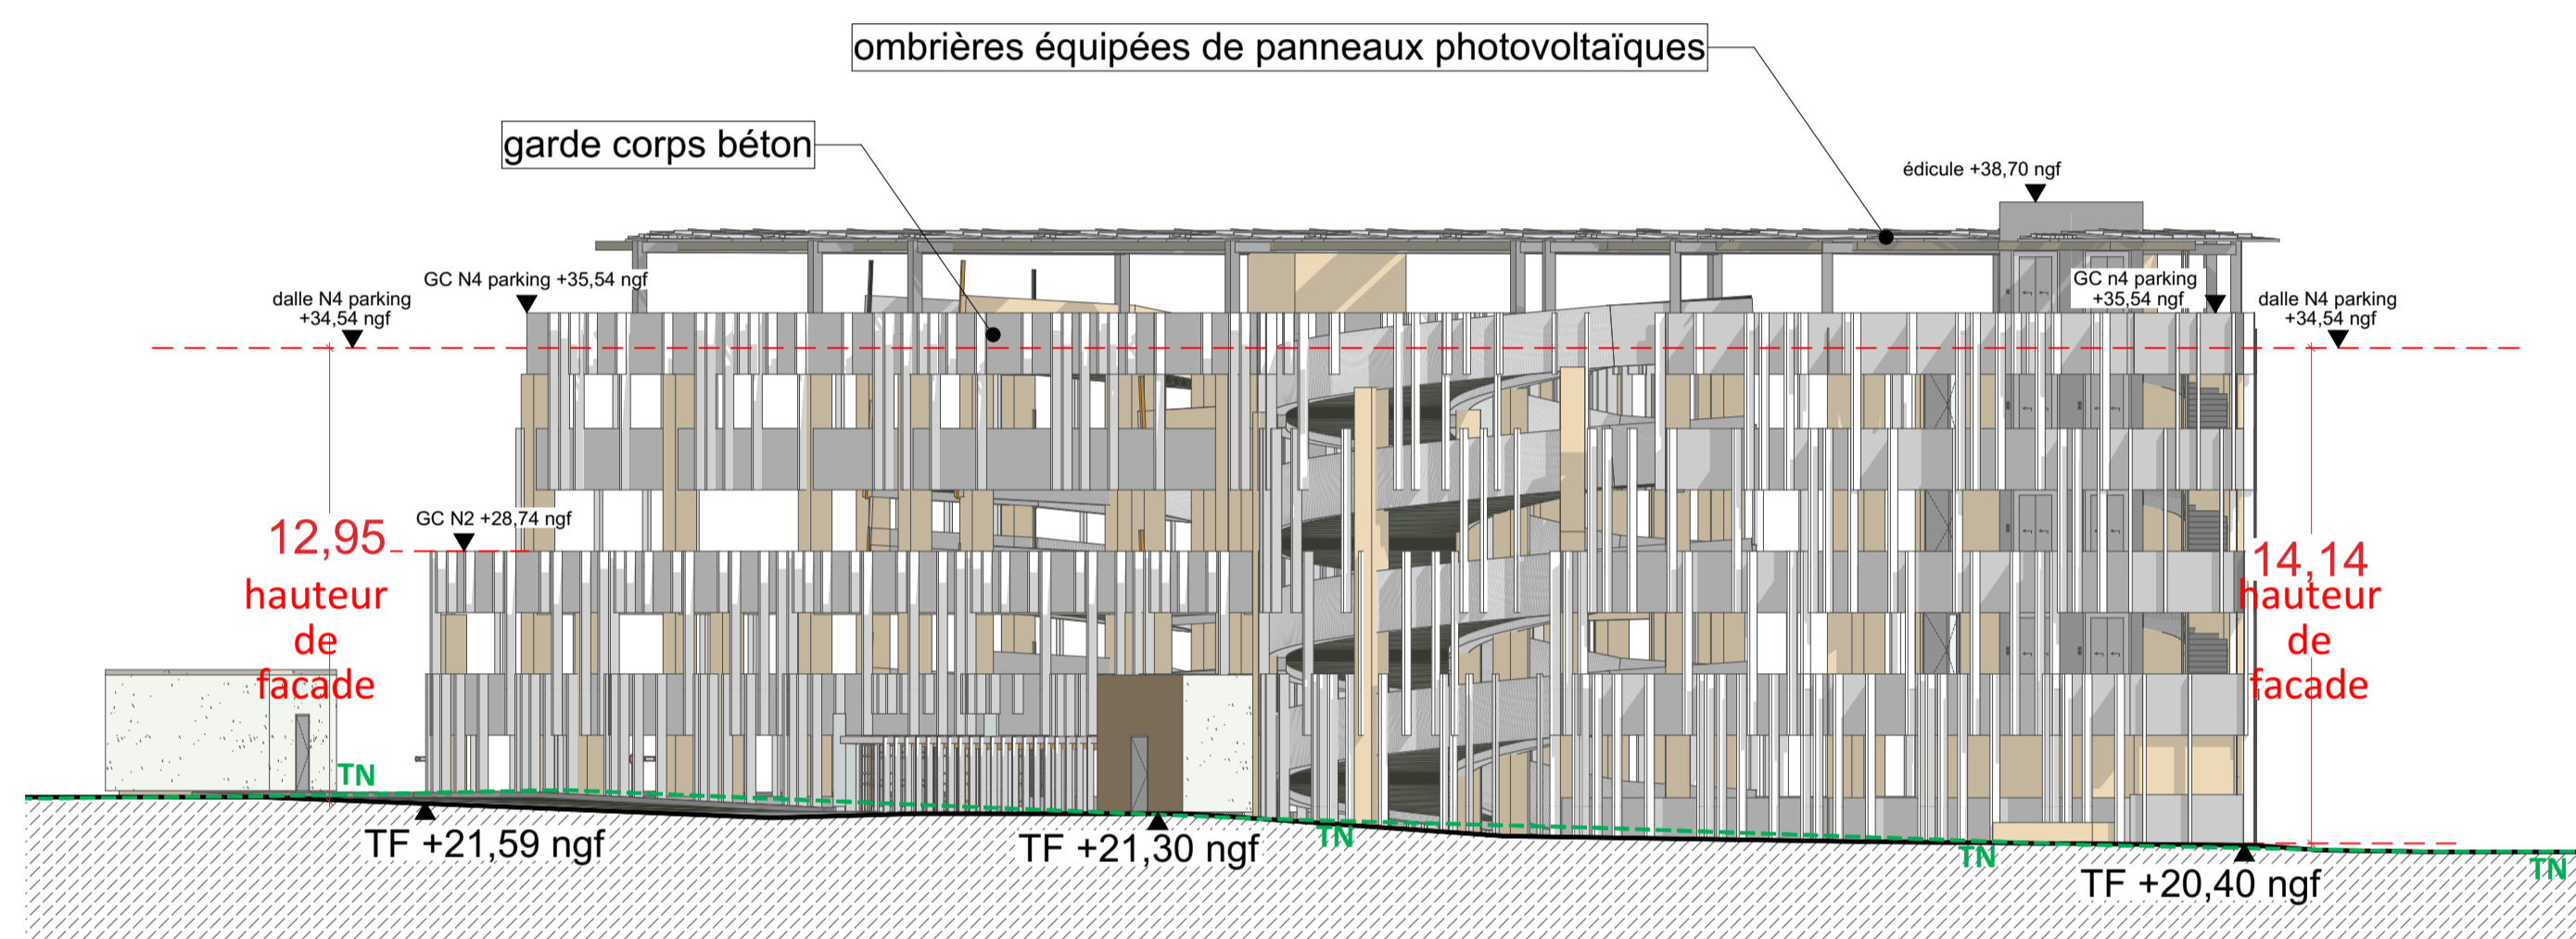 ombrières équipées de panneaux photovoltaïques
garde corps béton
édicule +38,70 ngf
GC N4 parking +35,54 ngf
dalle N4 parking
+34,54 ngf
GC n4 parking
+35,54 ngf
dalle N4 parking
+34,54 ngf
GC N2 +28,74 ngf
12,95
hauteur
de
facade
14,14
hauteur
de
facade
TN
TF +21,59 ngf
TF +21,30 ngf
TN
TN
TF +20,40 ngf
TN